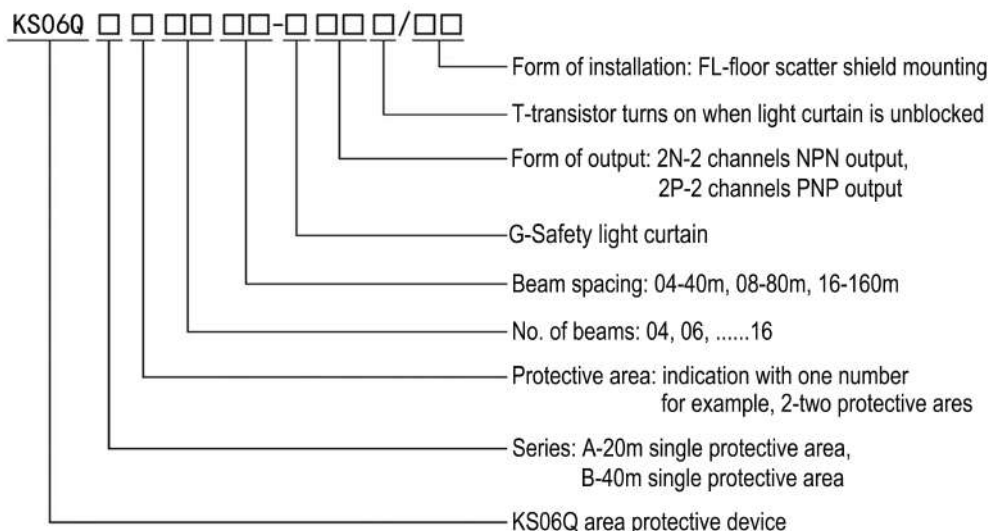 KS06Q □ □ □□ □□-□ □□ □/□□
Form of installation: FL-floor scatter shield mounting
T-transistor turns on when light curtain is unblocked
Form of output: 2N-2 channels NPN output,
2P-2 channels PNP output
G-Safety light curtain
Beam spacing: 04-40m, 08-80m, 16-160m
No. of beams: 04, 06, ......16
Protective area: indication with one number
for example, 2-two protective ares
Series: A-20m single protective area,
B-40m single protective area
KS06Q area protective device